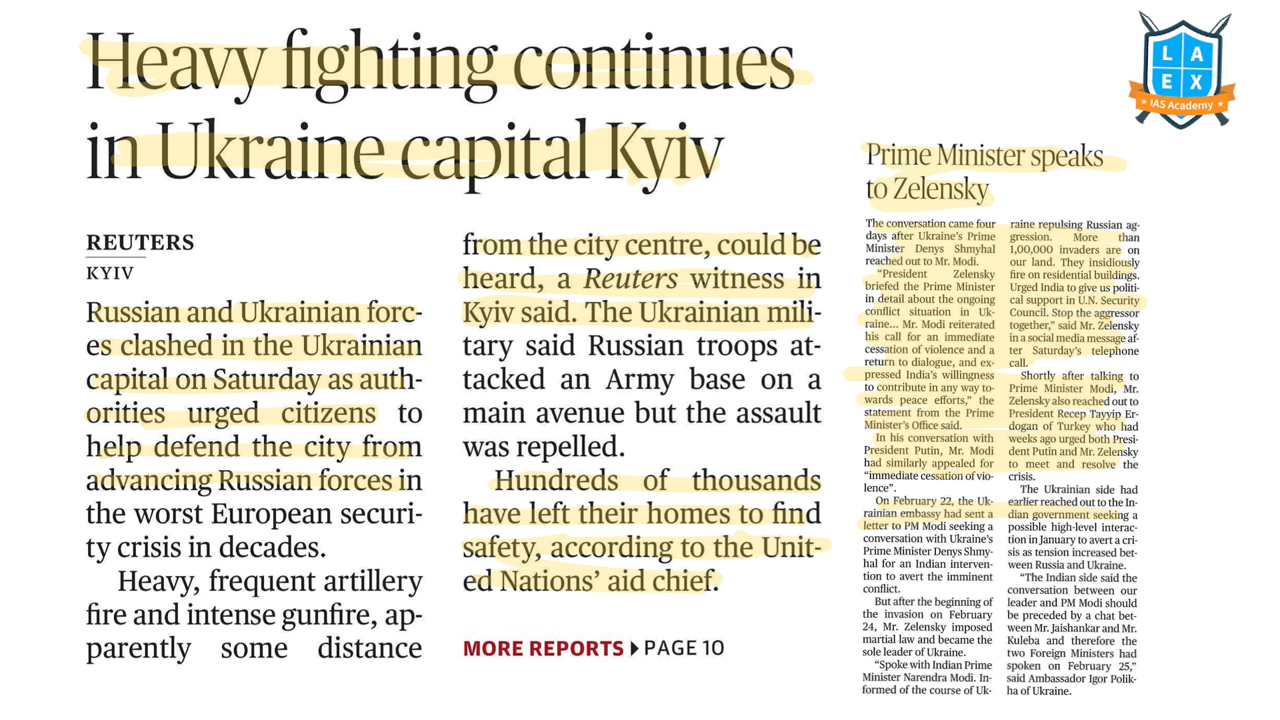 Heavy fighting continues
in Ukraine capital Kyiv
REUTERS
KYIV
Russian and Ukrainian forc-
es clashed in the Ukrainian
capital on Saturday as auth-
orities urged citizens to
help defend the city from
advancing Russian forces in
the worst European securi-
ty crisis in decades.
Heavy, frequent artillery
fire and intense gunfire, ap-
parently some distance
from the city centre, could be
heard, a Reuters witness in
Kyiv said. The Ukrainian mili-
tary said Russian troops at-
tacked an Army base on a
main avenue but the assault
was repelled.
Hundreds of thousands
have left their homes to find
safety, according to the Unit-
ed Nations' aid chief.
MORE REPORTS PAGE 10
L A
E X
IAS Academy
Prime Minister speaks
to Zelensky
The conversation came four
days after Ukraine's Prime
Minister Denys Shmyhal
reached out to Mr. Modi.
"President Zelensky
briefed the Prime Minister
in detail about the ongoing
conflict situation in Uk-
raine... Mr. Modi reiterated
his call for an immediate
cessation of violence and a
return to dialogue, and ex-
pressed India's willingness
to contribute in any way to-
wards peace efforts," the
statement from the Prime
Minister's Office said.
In his conversation with
President Putin, Mr. Modi
had similarly appealed for
"immediate cessation of vio-
lence".
On February 22, the Uk-
rainian embassy had sent a
letter to PM Modi seeking a
conversation with Ukraine's
Prime Minister Denys Shmy-
hal for an Indian interven-
tion to avert the imminent
conflict.
But after the beginning of
the invasion on February
24, Mr. Zelensky imposed
martial law and became the
sole leader of Ukraine.
"Spoke with Indian Prime
Minister Narendra Modi. In-
formed of the course of Uk-
raine repulsing Russian ag-
gression. More than
1,00,000 invaders are on
our land. They insidiously
fire on residential buildings.
Urged India to give us politi-
cal support in U.N. Security
Council. Stop the aggressor
together," said Mr. Zelensky
in a social media message af-
ter Saturday's telephone
call.
Shortly after talking to
Prime Minister Modi, Mr.
Zelensky also reached out to
President Recep Tayyip Er-
dogan of Turkey who had
weeks ago urged both Presi-
dent Putin and Mr. Zelensky
to meet and resolve the
crisis.
The Ukrainian side had
earlier reached out to the In-
dian government seeking a
possible high-level interac-
tion in January to avert a cri-
sis as tension increased bet-
ween Russia and Ukraine.
"The Indian side said the
conversation between our
leader and PM Modi should
be preceded by a chat bet-
ween Mr. Jaishankar and Mr.
Kuleba and therefore the
two Foreign Ministers had
spoken on February 25,"
said Ambassador Igor Polik-
ha of Ukraine.